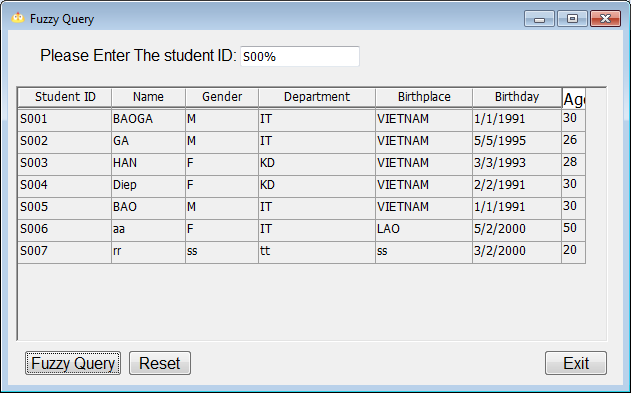 Fuzzy Query
Please Enter The student ID: S00%
Student ID Name Gender Department Birthplace Birthday Age
S001 BAOGA M IT VIETNAM 1/1/1991 30
S002 GA M IT VIETNAM 5/5/1995 26
S003 HAN F KD VIETNAM 3/3/1993 28
S004 Diep F KD VIETNAM 2/2/1991 30
S005 BAO M IT VIETNAM 1/1/1991 30
S006 aa F IT LAO 5/2/2000 50
S007 rr ss tt ss 3/2/2000 20
Fuzzy Query Reset Exit